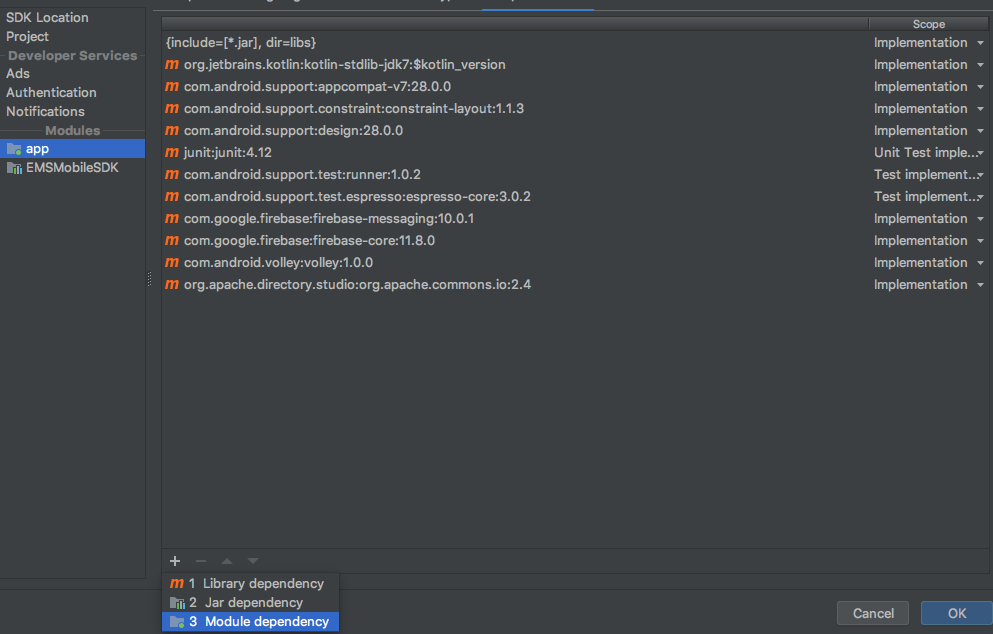 SDK Location
Project
Developer Services
Ads
Authentication
Notifications
Modules
app
EMSMobileSDK
Scope
{include=[*.jar], dir=libs} Implementation
m org.jetbrains.kotlin:kotlin-stdlib-jdk7:$kotlin_version Implementation
m com.android.support:appcompat-v7:28.0.0 Implementation
m com.android.support.constraint:constraint-layout:1.1.3 Implementation
m com.android.support:design:28.0.0 Implementation
m junit:junit:4.12 Unit Test imple...
m com.android.support.test:runner:1.0.2 Test implement...
m com.android.support.test.espresso:espresso-core:3.0.2 Test implement...
m com.google.firebase:firebase-messaging:10.0.1 Implementation
m com.google.firebase:firebase-core:11.8.0 Implementation
m com.android.volley:volley:1.0.0 Implementation
m org.apache.directory.studio:org.apache.commons.io:2.4 Implementation
m 1 Library dependency
2 Jar dependency
3 Module dependency
Cancel OK